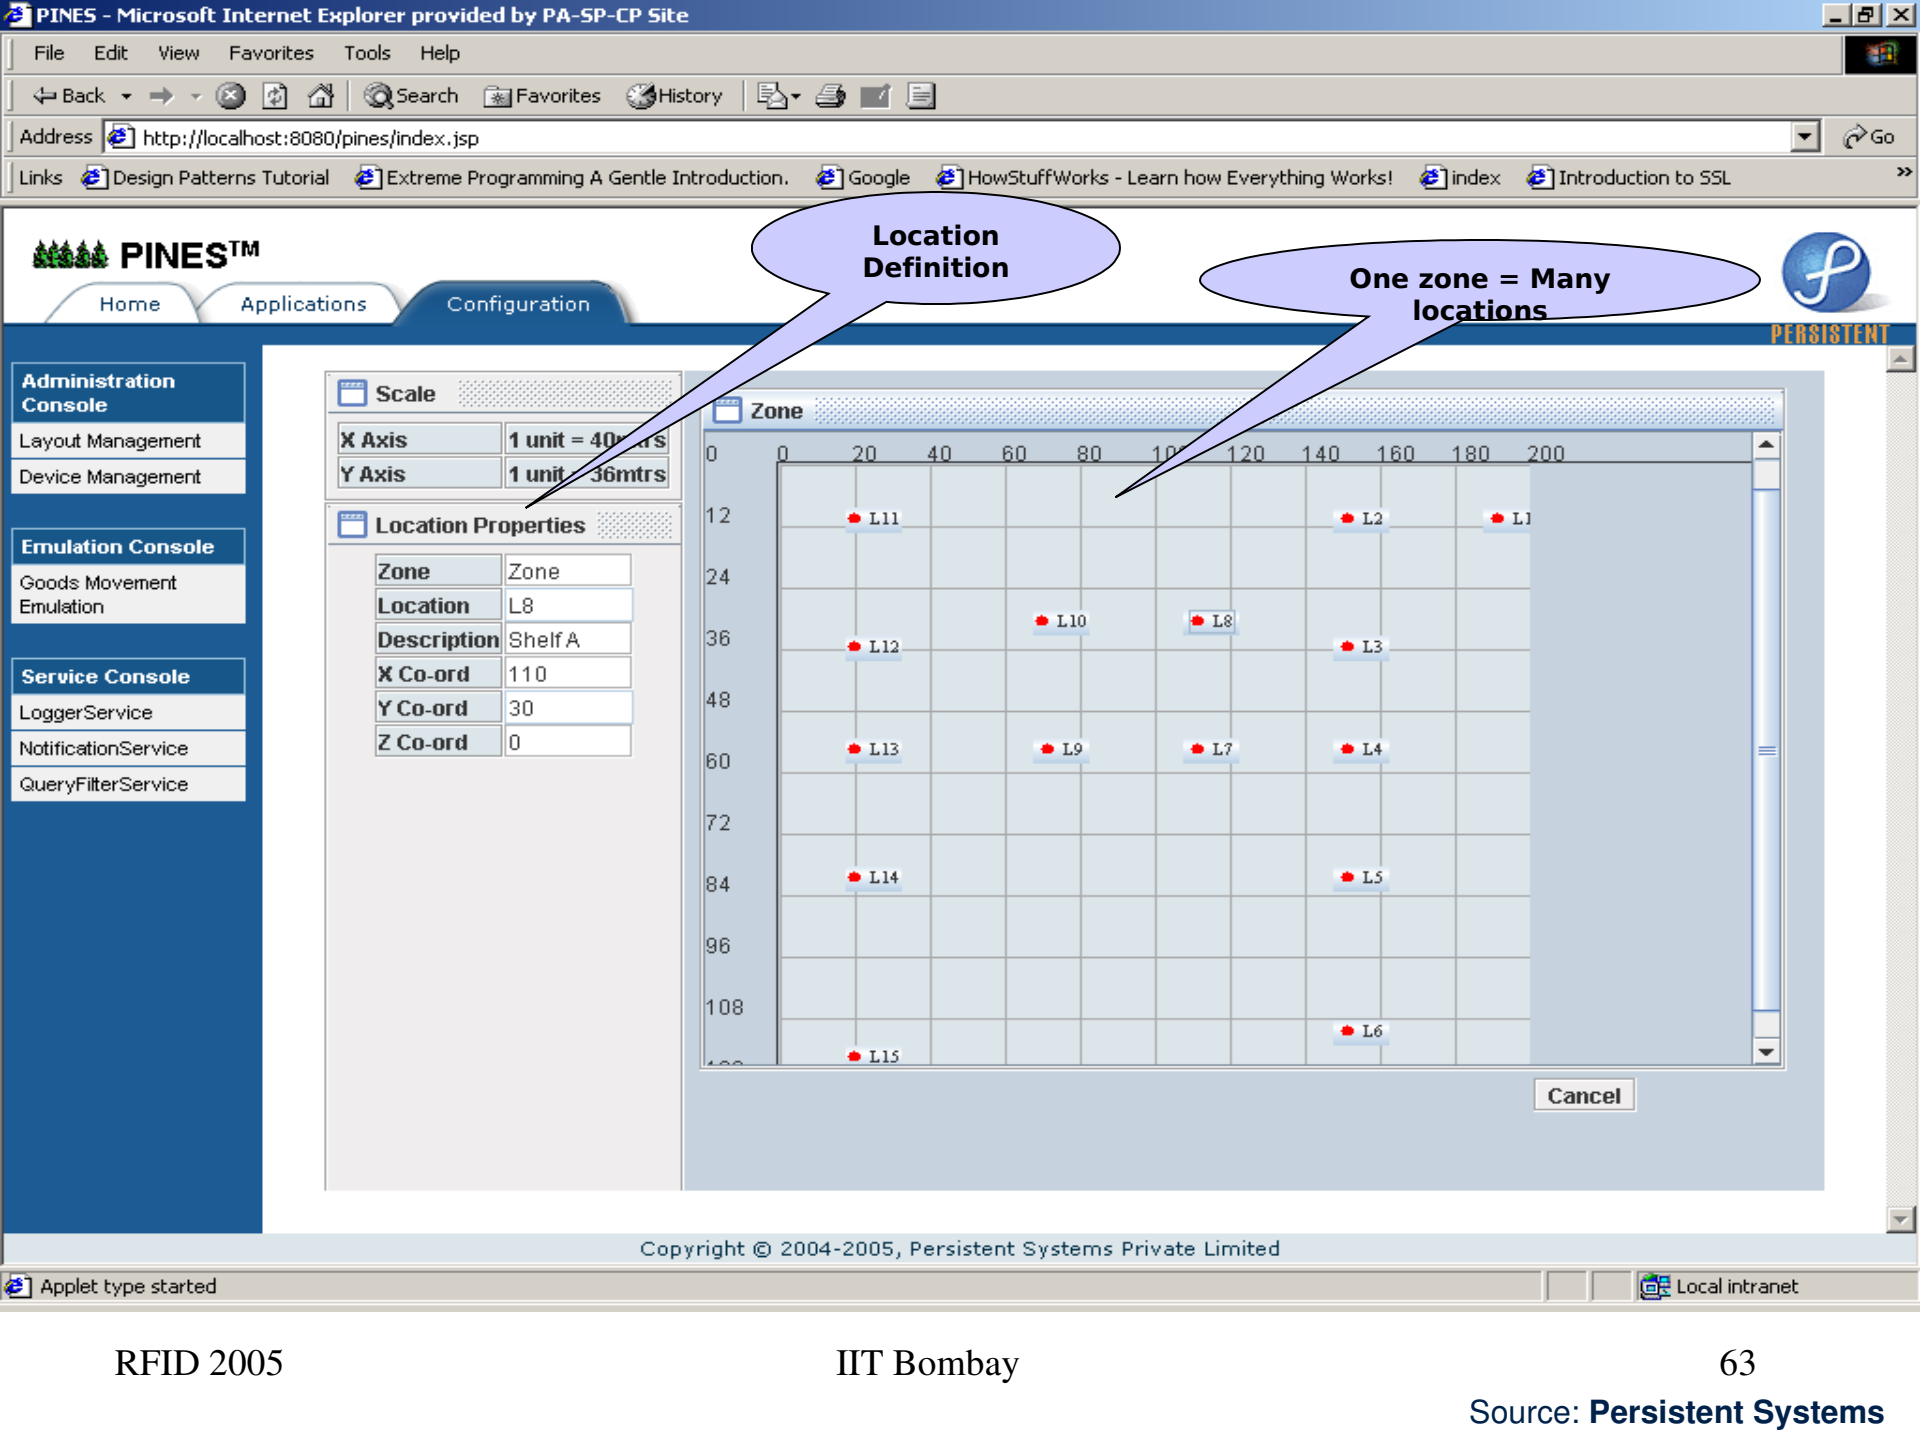 PINES - Microsoft Internet Explorer provided by PA-SP-CP Site
File Edit View Favorites Tools Help
Back Search Favorites History
Address http://localhost:8080/pines/index.jsp Go
Links Design Patterns Tutorial Extreme Programming A Gentle Introduction. Google HowStuffWorks - Learn how Everything Works! index Introduction to SSL »
PINES™
Location
Definition
One zone = Many
locations
Home Applications Configuration
PERSISTENT
Administration
Console
Layout Management
Device Management
Emulation Console
Goods Movement
Emulation
Service Console
LoggerService
NotificationService
QueryFilterService
Scale
X Axis 1 unit = 40mtrs
Y Axis 1 unit = 36mtrs
Location Properties
Zone Zone
Location L8
Description Shelf A
X Co-ord 110
Y Co-ord 30
Z Co-ord 0
Zone
0 0 20 40 60 80 100 120 140 160 180 200
12 L11 L2 L1
24
L10 L8
36 L12 L3
48
L13 L9 L7 L4
60
72
84 L14 L5
96
108
L6
L15
Cancel
Copyright © 2004-2005, Persistent Systems Private Limited
Applet type started Local intranet
RFID 2005 IIT Bombay 63
Source: Persistent Systems